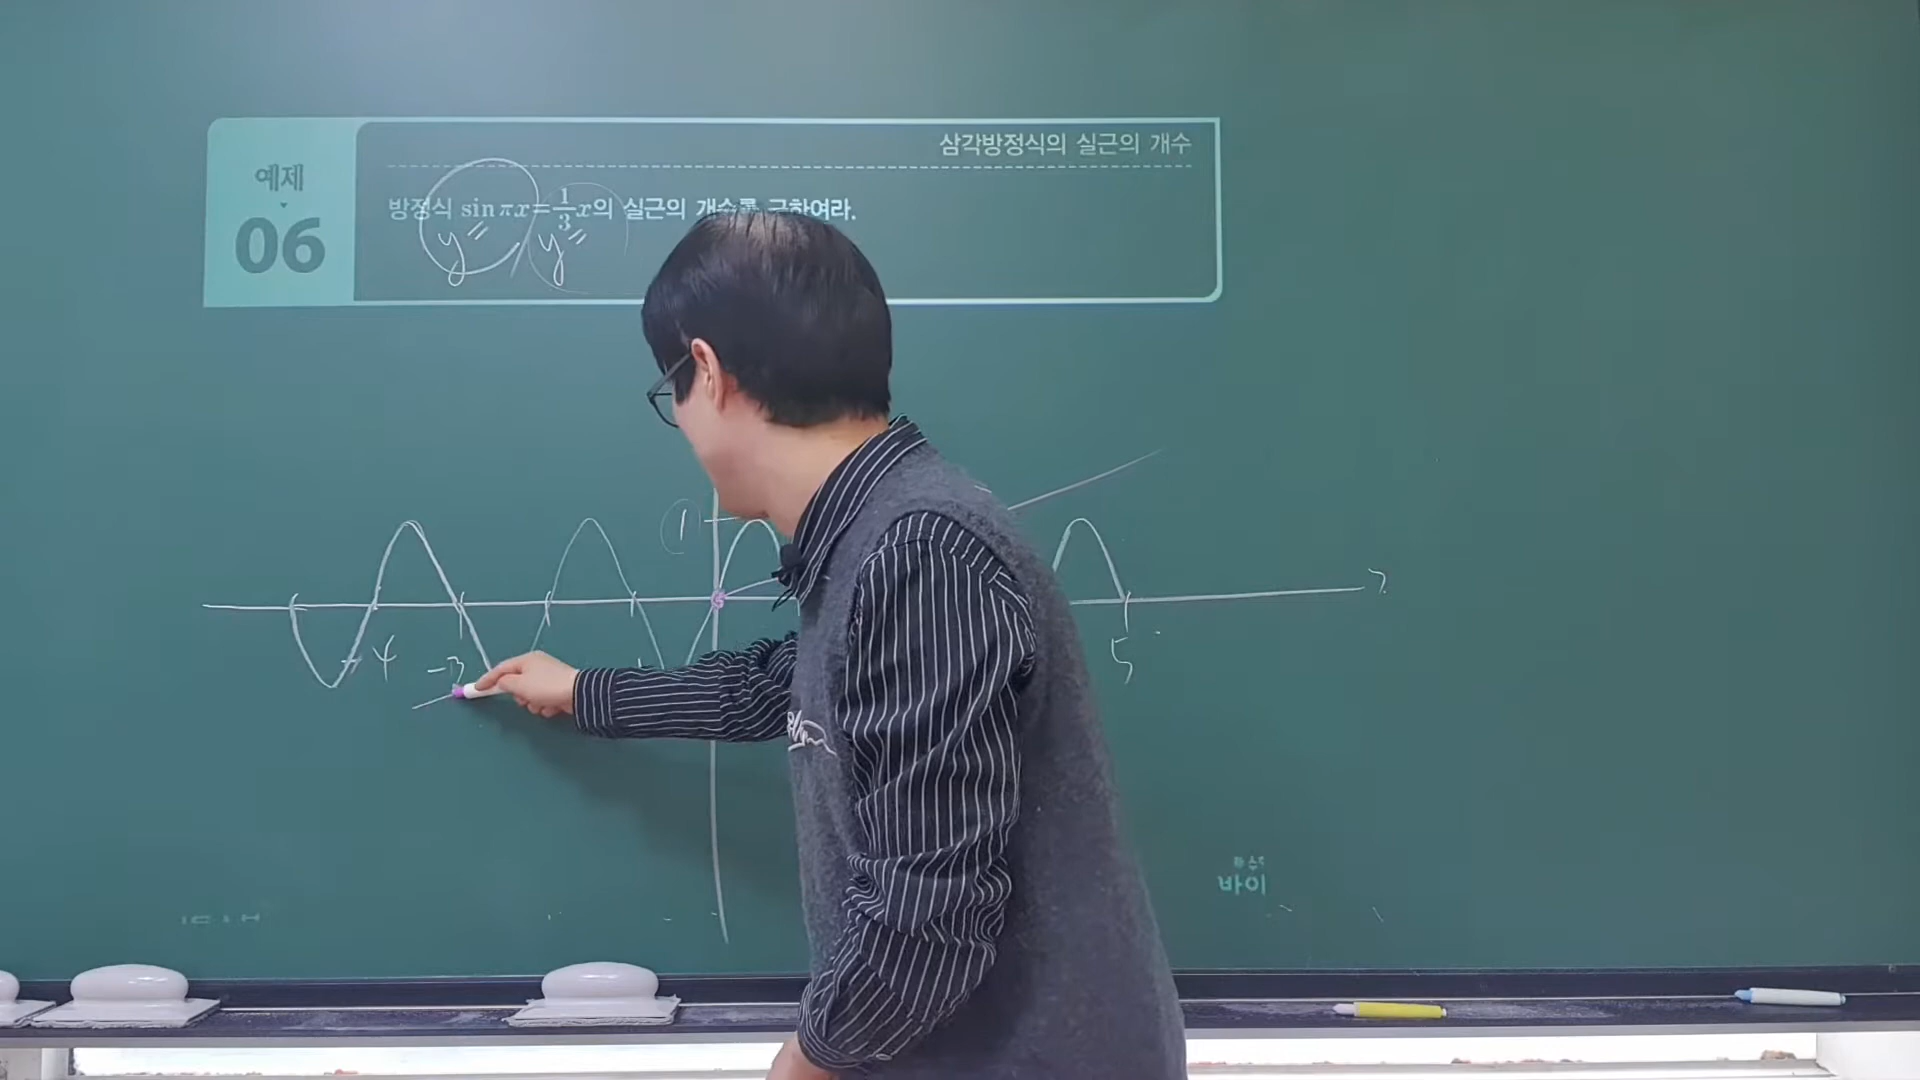 삼각방정식의 실근의 개수
예제
06
방정식 sin πx = 1/3 x의 실근의 개수를 구하여라.
y = , y =
1
-4
-3
5
바이